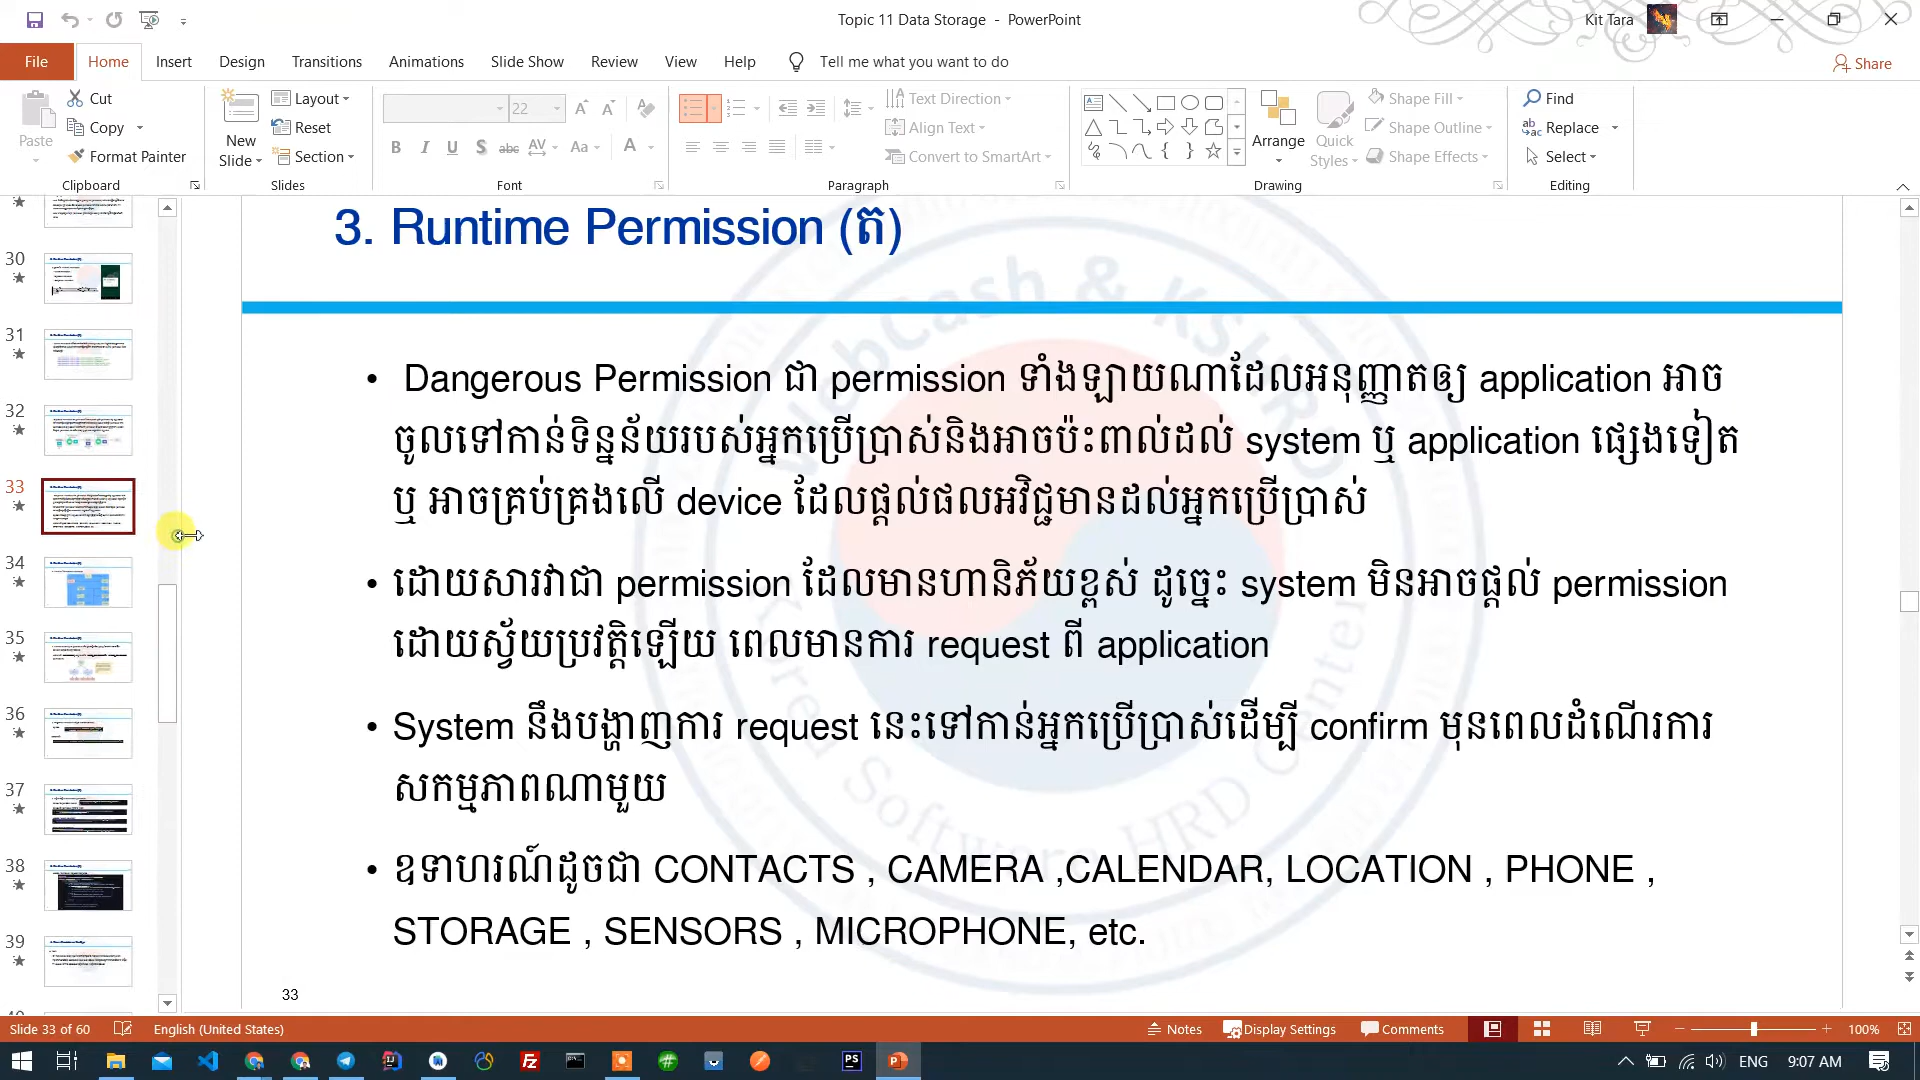 Topic 11 Data Storage - PowerPoint
Kit Tara
File Home Insert Design Transitions Animations Slide Show Review View Help Tell me what you want to do
Share
Cut
Copy
Format Painter
Paste
Clipboard
New Slide
Layout
Reset
Section
Slides
22
Font
Paragraph
Text Direction
Align Text
Convert to SmartArt
Arrange
Quick Styles
Drawing
Shape Fill
Shape Outline
Shape Effects
Find
Replace
Select
Editing
30
31
32
33
34
35
36
37
38
39
3. Runtime Permission (ត)
• Dangerous Permission ជា permission ទាំងឡាយណាដែលអនុញ្ញាតឲ្យ application អាច
ចូលទៅកាន់ទិន្នន័យរបស់អ្នកប្រើប្រាស់និងអាចប៉ះពាល់ដល់ system ឬ application ផ្សេងទៀត
ឬ អាចគ្រប់គ្រងលើ device ដែលផ្តល់ផលអវិជ្ជមានដល់អ្នកប្រើប្រាស់
• ដោយសារវាជា permission ដែលមានហានិភ័យខ្ពស់ ដូច្នេះ system មិនអាចផ្តល់ permission
ដោយស្វ័យប្រវត្តិឡើយ ពេលមានការ request ពី application
• System នឹងបង្ហាញការ request នេះទៅកាន់អ្នកប្រើប្រាស់ដើម្បី confirm មុនពេលដំណើរការ
សកម្មភាពណាមួយ
• ឧទាហរណ៍ដូចជា CONTACTS , CAMERA ,CALENDAR, LOCATION , PHONE ,
STORAGE , SENSORS , MICROPHONE, etc.
33
Slide 33 of 60 English (United States)
Notes Display Settings Comments 100%
ENG 9:07 AM